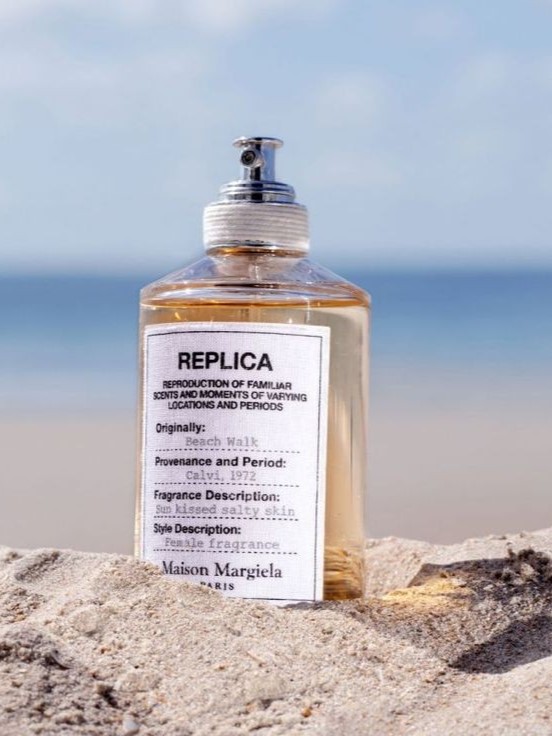 REPLICA
REPRODUCTION OF FAMILIAR
SCENTS AND MOMENTS OF VARYING
LOCATIONS AND PERIODS
Originally:
Beach Walk
Provenance and Period:
Calvi, 1972
Fragrance Description:
Sun kissed salty skin
Style Description:
Female fragrance
Maison Margiela
PARIS